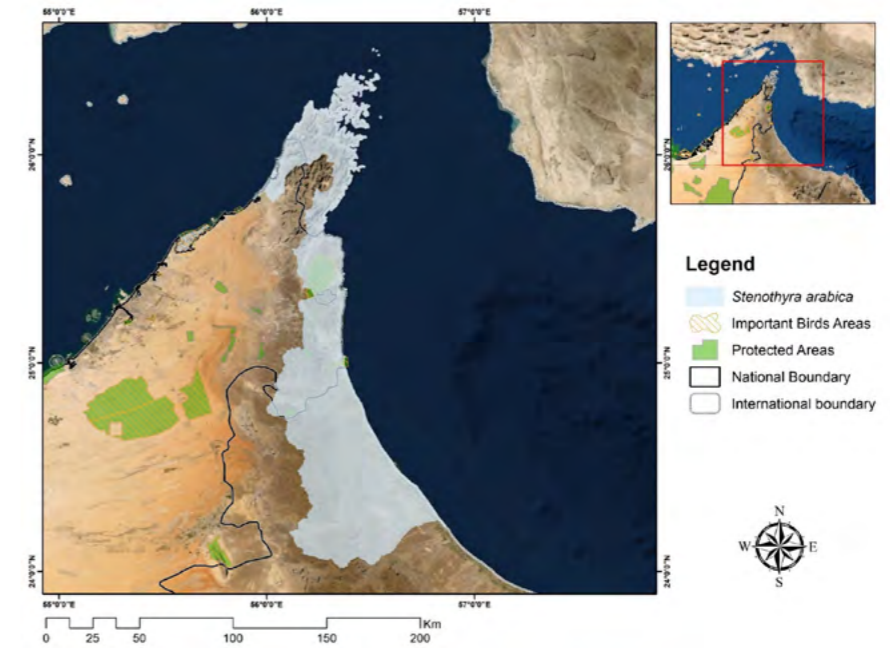 55°0'0"E 56°0'0"E 57°0'0"E
26°0'0"N 26°0'0"N
25°0'0"N 25°0'0"N
24°0'0"N 24°0'0"N
55°0'0"E 56°0'0"E 57°0'0"E
Km
0 25 50 100 150 200
Legend
Stenothyra arabica
Important Birds Areas
Protected Areas
National Boundary
International boundary
N
W E
S